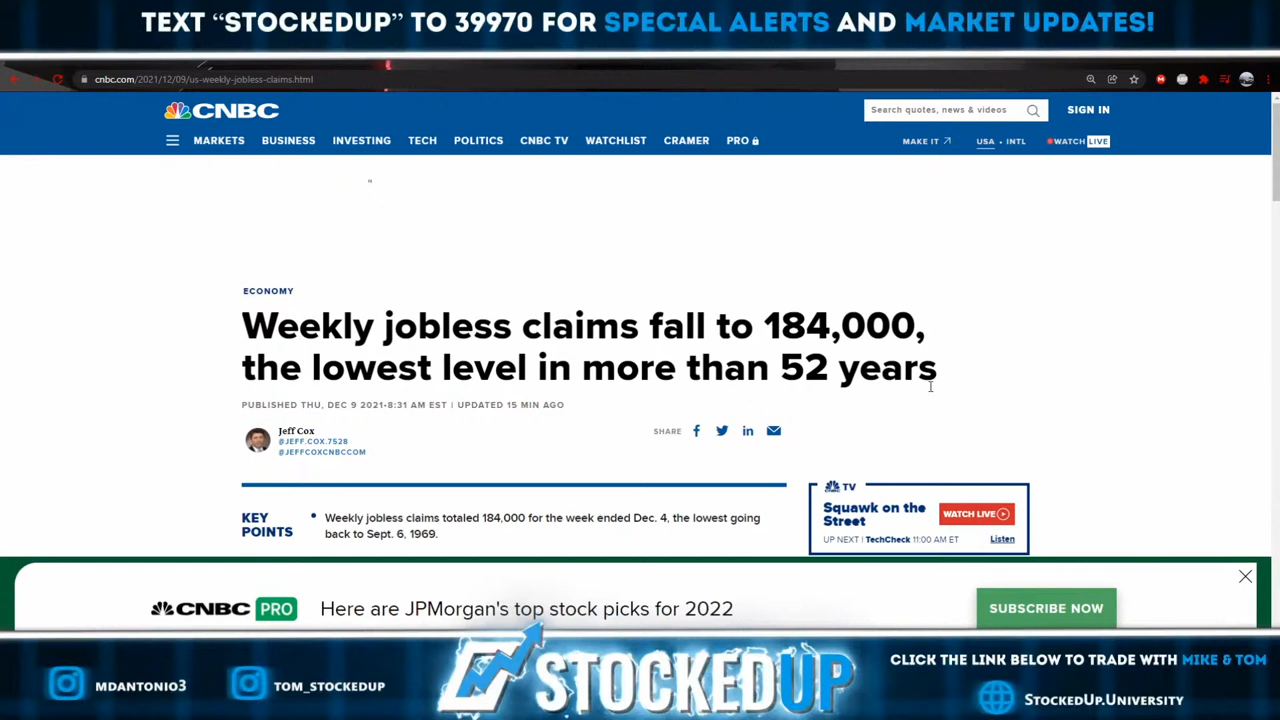 TEXT “STOCKEDUP” TO 39970 FOR SPECIAL ALERTS AND MARKET UPDATES!
cnbc.com/2021/12/09/us-weekly-jobless-claims.html
CNBC
Search quotes, news & videos
SIGN IN
MARKETS BUSINESS INVESTING TECH POLITICS CNBC TV WATCHLIST CRAMER PRO
MAKE IT USA • INTL WATCH LIVE
"
ECONOMY
Weekly jobless claims fall to 184,000,
the lowest level in more than 52 years
PUBLISHED THU, DEC 9 2021•8:31 AM EST | UPDATED 15 MIN AGO
Jeff Cox
@JEFF.COX.7528
@JEFFCOXCNBCCOM
SHARE
KEY
POINTS
• Weekly jobless claims totaled 184,000 for the week ended Dec. 4, the lowest going
back to Sept. 6, 1969.
TV
Squawk on the
Street
WATCH LIVE
UP NEXT | TechCheck 11:00 AM ET
Listen
CNBC PRO
Here are JPMorgan's top stock picks for 2022
SUBSCRIBE NOW
MDANTONIO3
TOM_STOCKEDUP
STOCKEDUP
CLICK THE LINK BELOW TO TRADE WITH MIKE & TOM
STOCKEDUP.UNIVERSITY